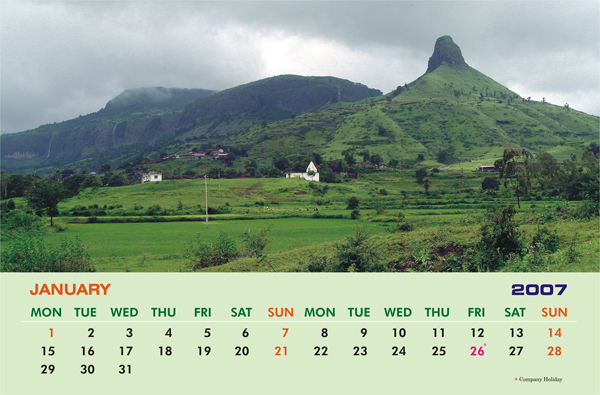 JANUARY 2007
MON TUE WED THU FRI SAT SUN MON TUE WED THU FRI SAT SUN
1 2 3 4 5 6 7 8 9 10 11 12 13 14
15 16 17 18 19 20 21 22 23 24 25 26* 27 28
29 30 31
* Company Holiday